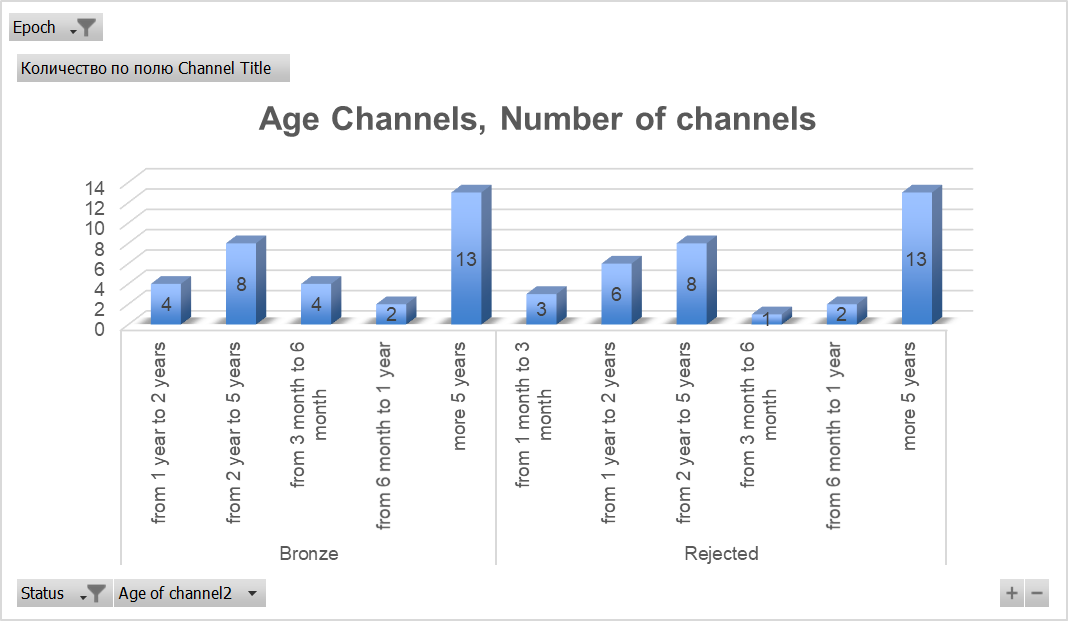 Epoch
Количество по полю Channel Title
Age Channels, Number of channels
14
12
10
8
6
4
2
0
4
8
4
2
13
3
6
8
1
2
13
from 1 year to 2 years
from 2 year to 5 years
from 3 month to 6
month
from 6 month to 1 year
more 5 years
from 1 month to 3
month
from 1 year to 2 years
from 2 year to 5 years
from 3 month to 6
month
from 6 month to 1 year
more 5 years
Bronze
Rejected
Status
Age of channel2
+ −